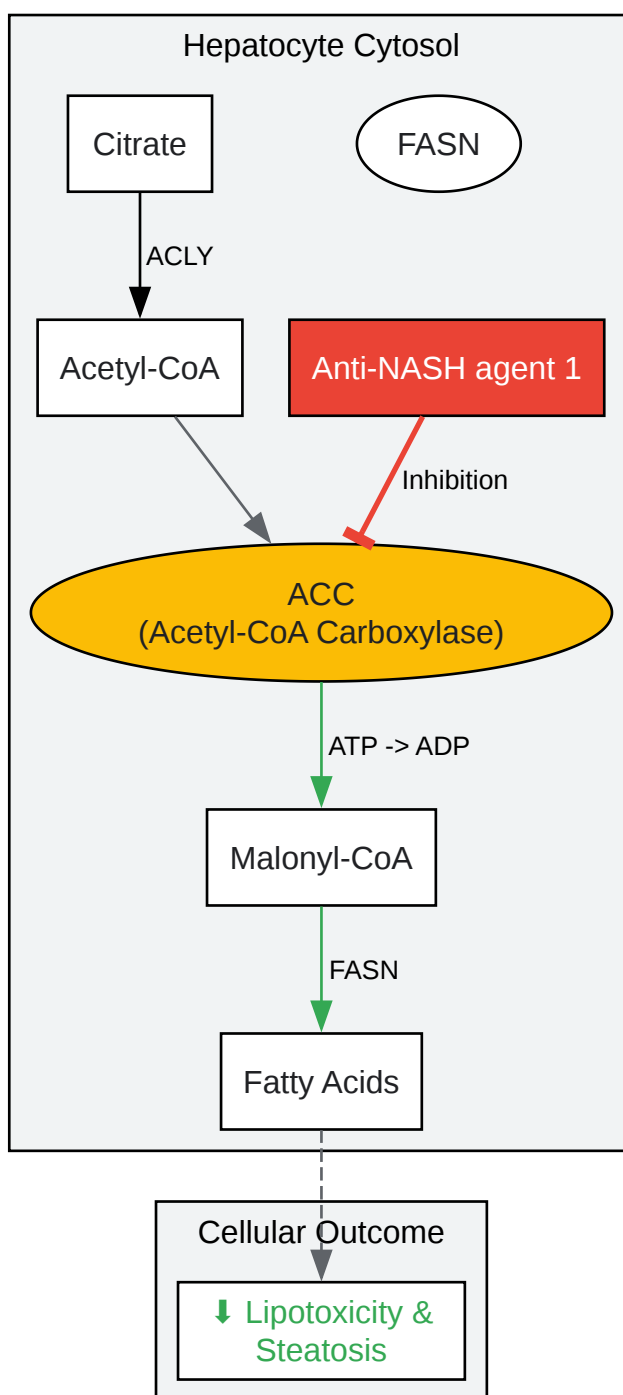 Hepatocyte Cytosol
Citrate
FASN
ACLY
Acetyl-CoA
Anti-NASH agent 1
Inhibition
ACC
(Acetyl-CoA Carboxylase)
ATP -> ADP
Malonyl-CoA
FASN
Fatty Acids
Cellular Outcome
⬇ Lipotoxicity &
Steatosis